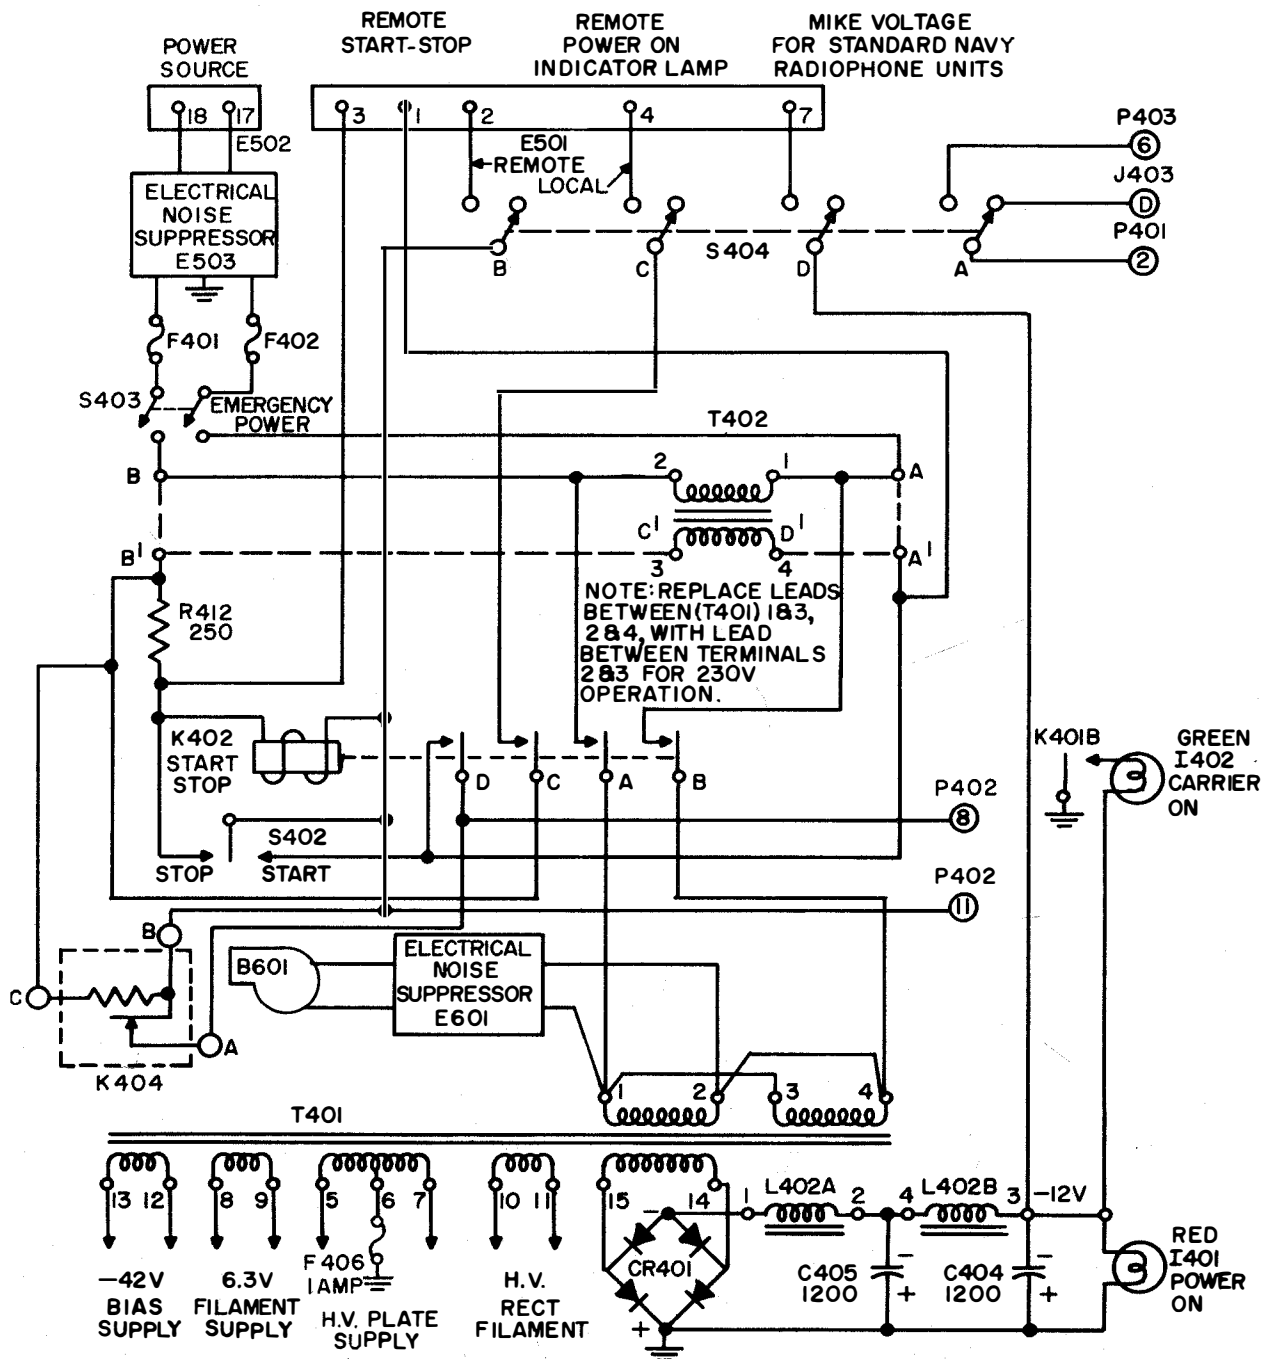 REMOTE
START-STOP
REMOTE
POWER ON
INDICATOR LAMP
MIKE VOLTAGE
FOR STANDARD NAVY
RADIOPHONE UNITS
POWER
SOURCE
18
17
E502
3
1
2
4
7
E501
REMOTE
LOCAL
P403
6
J403
D
P401
2
ELECTRICAL
NOISE
SUPPRESSOR
E503
B
C
S404
D
A
F401
F402
S403
EMERGENCY
POWER
T402
B
2
1
A
C1
D1
B1
3
4
A1
NOTE: REPLACE LEADS
BETWEEN (T401) 1&3,
2&4, WITH LEAD
BETWEEN TERMINALS
2&3 FOR 230V
OPERATION.
R412
250
K402
START
STOP
D
C
A
B
K401B
GREEN
I402
CARRIER
ON
P402
8
S402
STOP
START
P402
11
B
C
A
K404
B601
ELECTRICAL
NOISE
SUPPRESSOR
E601
1
2
3
4
T401
13
12
8
9
5
6
7
10
11
15
14
1
L402A
2
4
L402B
3
-12V
-
CR401
+
F406
1AMP
C405
1200
-
+
C404
1200
-
+
RED
I401
POWER
ON
-42V
BIAS
SUPPLY
6.3V
FILAMENT
SUPPLY
H.V. PLATE
SUPPLY
H.V.
RECT
FILAMENT